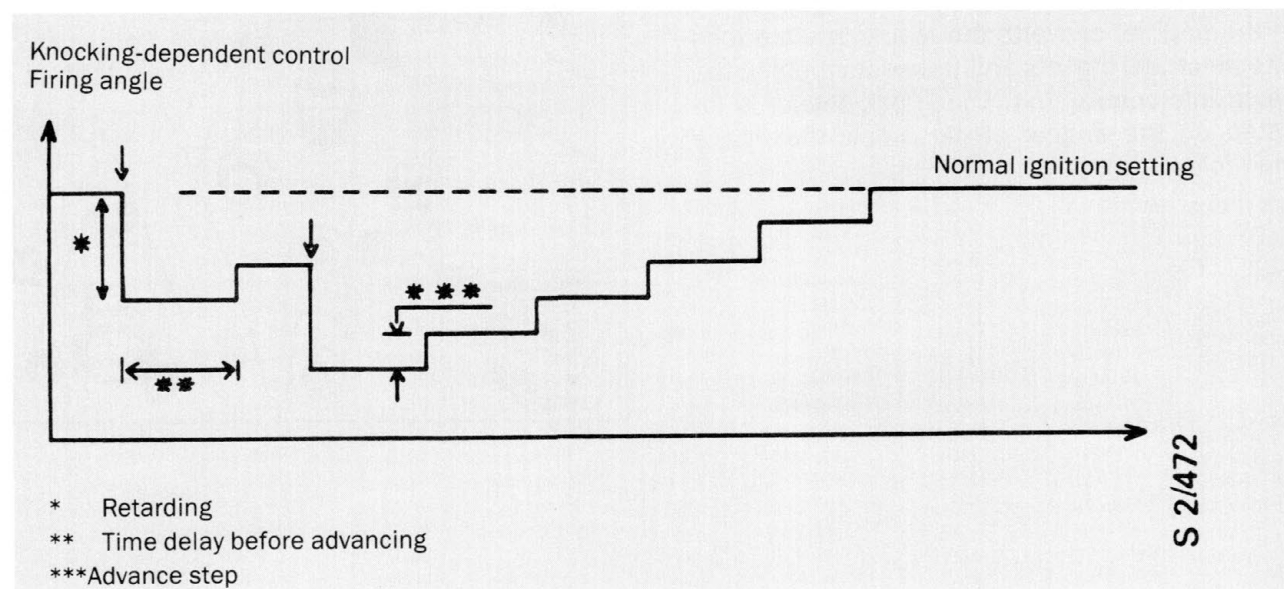 Knocking-dependent control
Firing angle
Normal ignition setting
*
* * *
**
* Retarding
** Time delay before advancing
***Advance step
S 2/472